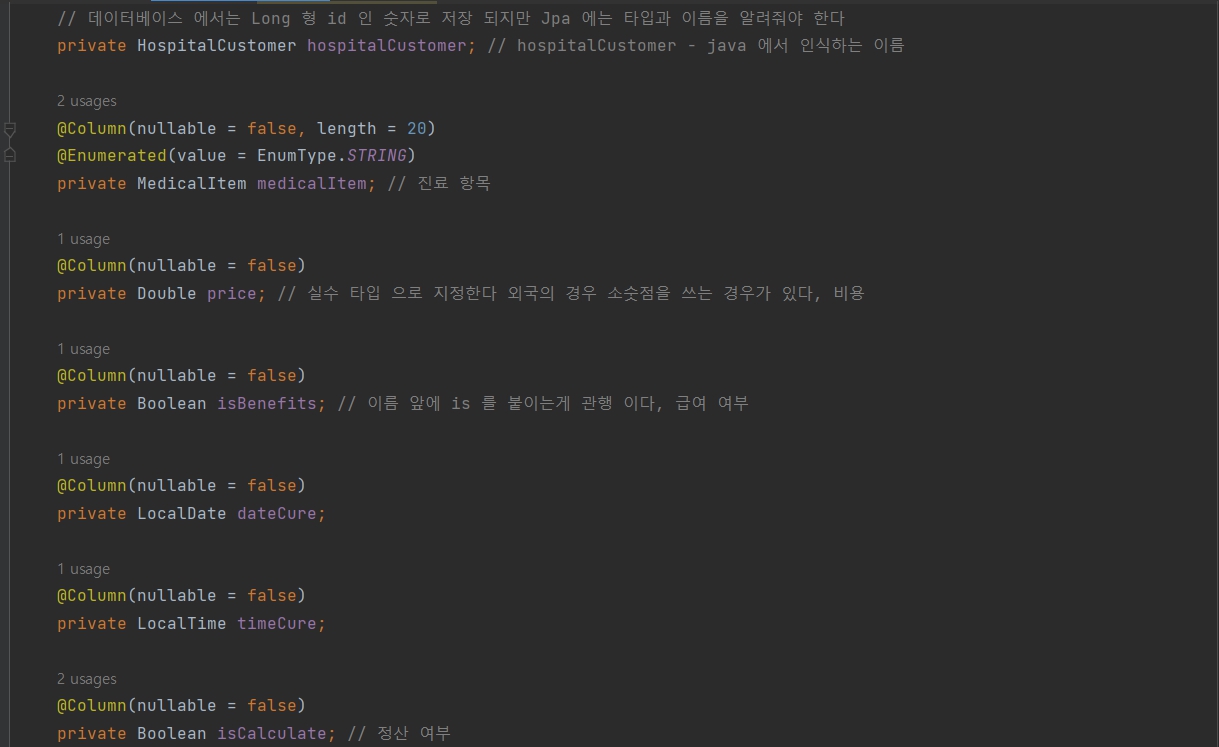 // 데이터베이스 에서는 Long 형 id 인 숫자로 저장 되지만 Jpa 에는 타입과 이름을 알려줘야 한다
private HospitalCustomer hospitalCustomer; // hospitalCustomer - java 에서 인식하는 이름
2 usages
@Column(nullable = false, length = 20)
@Enumerated(value = EnumType.STRING)
private MedicalItem medicalItem; // 진료 항목
1 usage
@Column(nullable = false)
private Double price; // 실수 타입 으로 지정한다 외국의 경우 소숫점을 쓰는 경우가 있다, 비용
1 usage
@Column(nullable = false)
private Boolean isBenefits; // 이름 앞에 is 를 붙이는게 관행 이다, 급여 여부
1 usage
@Column(nullable = false)
private LocalDate dateCure;
1 usage
@Column(nullable = false)
private LocalTime timeCure;
2 usages
@Column(nullable = false)
private Boolean isCalculate; // 정산 여부